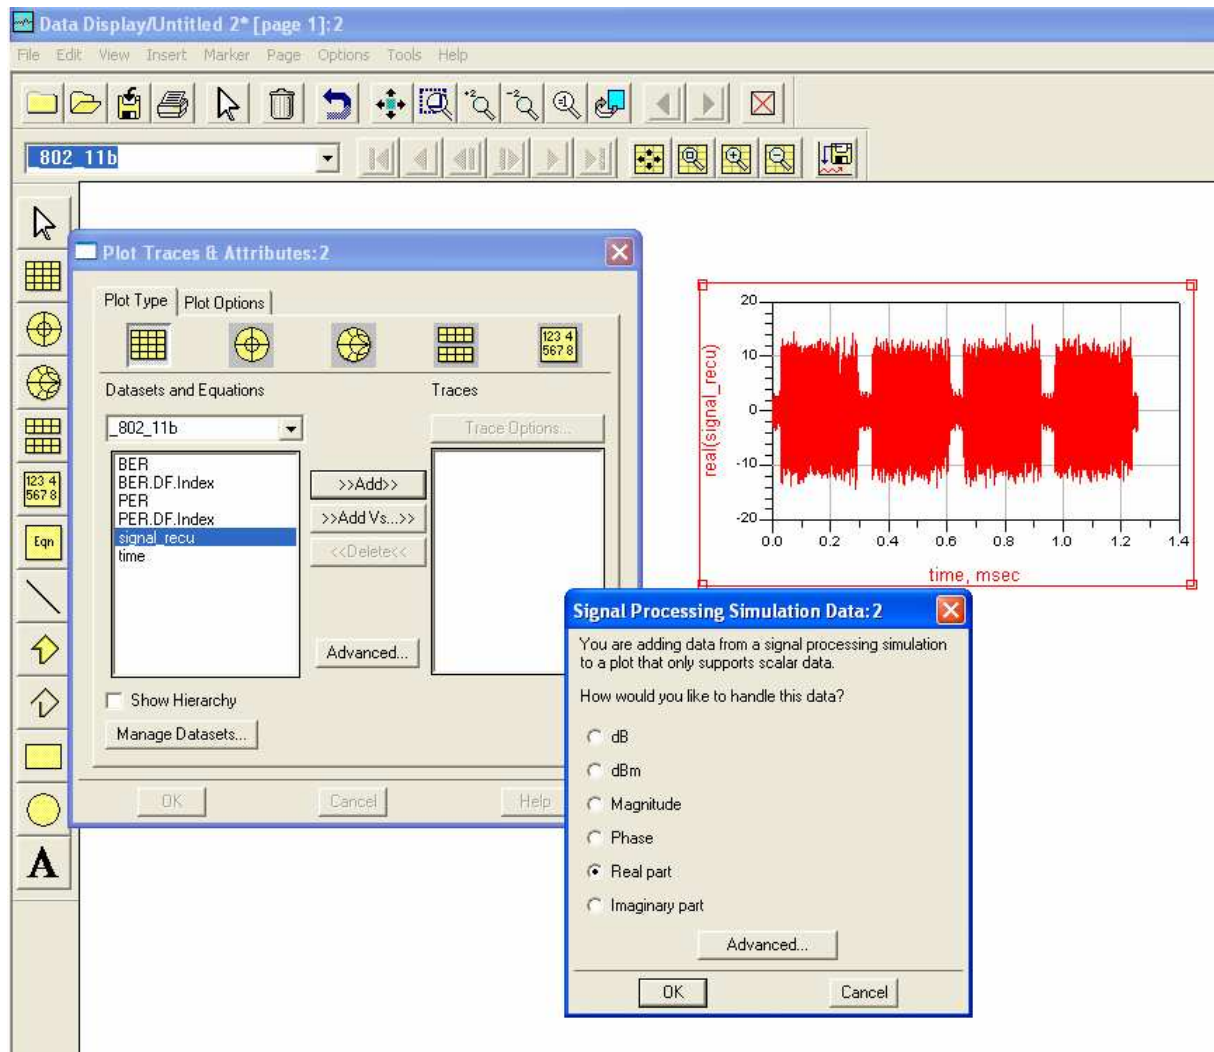 Data Display/Untitled 2* [page 1]:2
File Edit View Insert Marker Page Options Tools Help
+2 -2 -1
_802_11b
Plot Traces & Attributes:2
Plot Type Plot Options
123 4
567 8
Datasets and Equations Traces
_802_11b
Trace Options...
BER
BER.DF.Index
PER
PER.DF.Index
signal_recu
time
>>Add>>
>>Add Vs...>>
<<Delete<<
Advanced...
Show Hierarchy
Manage Datasets...
OK Cancel Help
123 4
567 8
Eqn
A
real(signal_recu)
20
10
0
-10
-20
0.0 0.2 0.4 0.6 0.8 1.0 1.2 1.4
time, msec
Signal Processing Simulation Data:2
You are adding data from a signal processing simulation
to a plot that only supports scalar data.
How would you like to handle this data?
dB
dBm
Magnitude
Phase
Real part
Imaginary part
Advanced...
OK Cancel